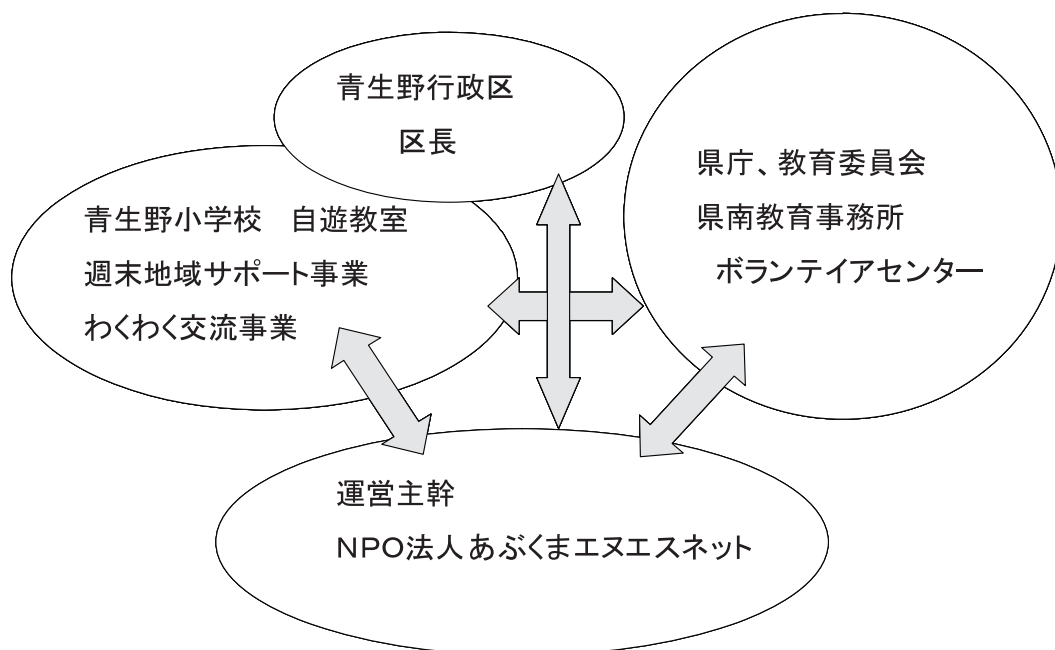 青生野行政区
区長
青生野小学校　自遊教室
週末地域サポート事業
わくわく交流事業
県庁、教育委員会
県南教育事務所
ボランテイアセンター
運営主幹
NPO法人あぶくまエヌエスネット